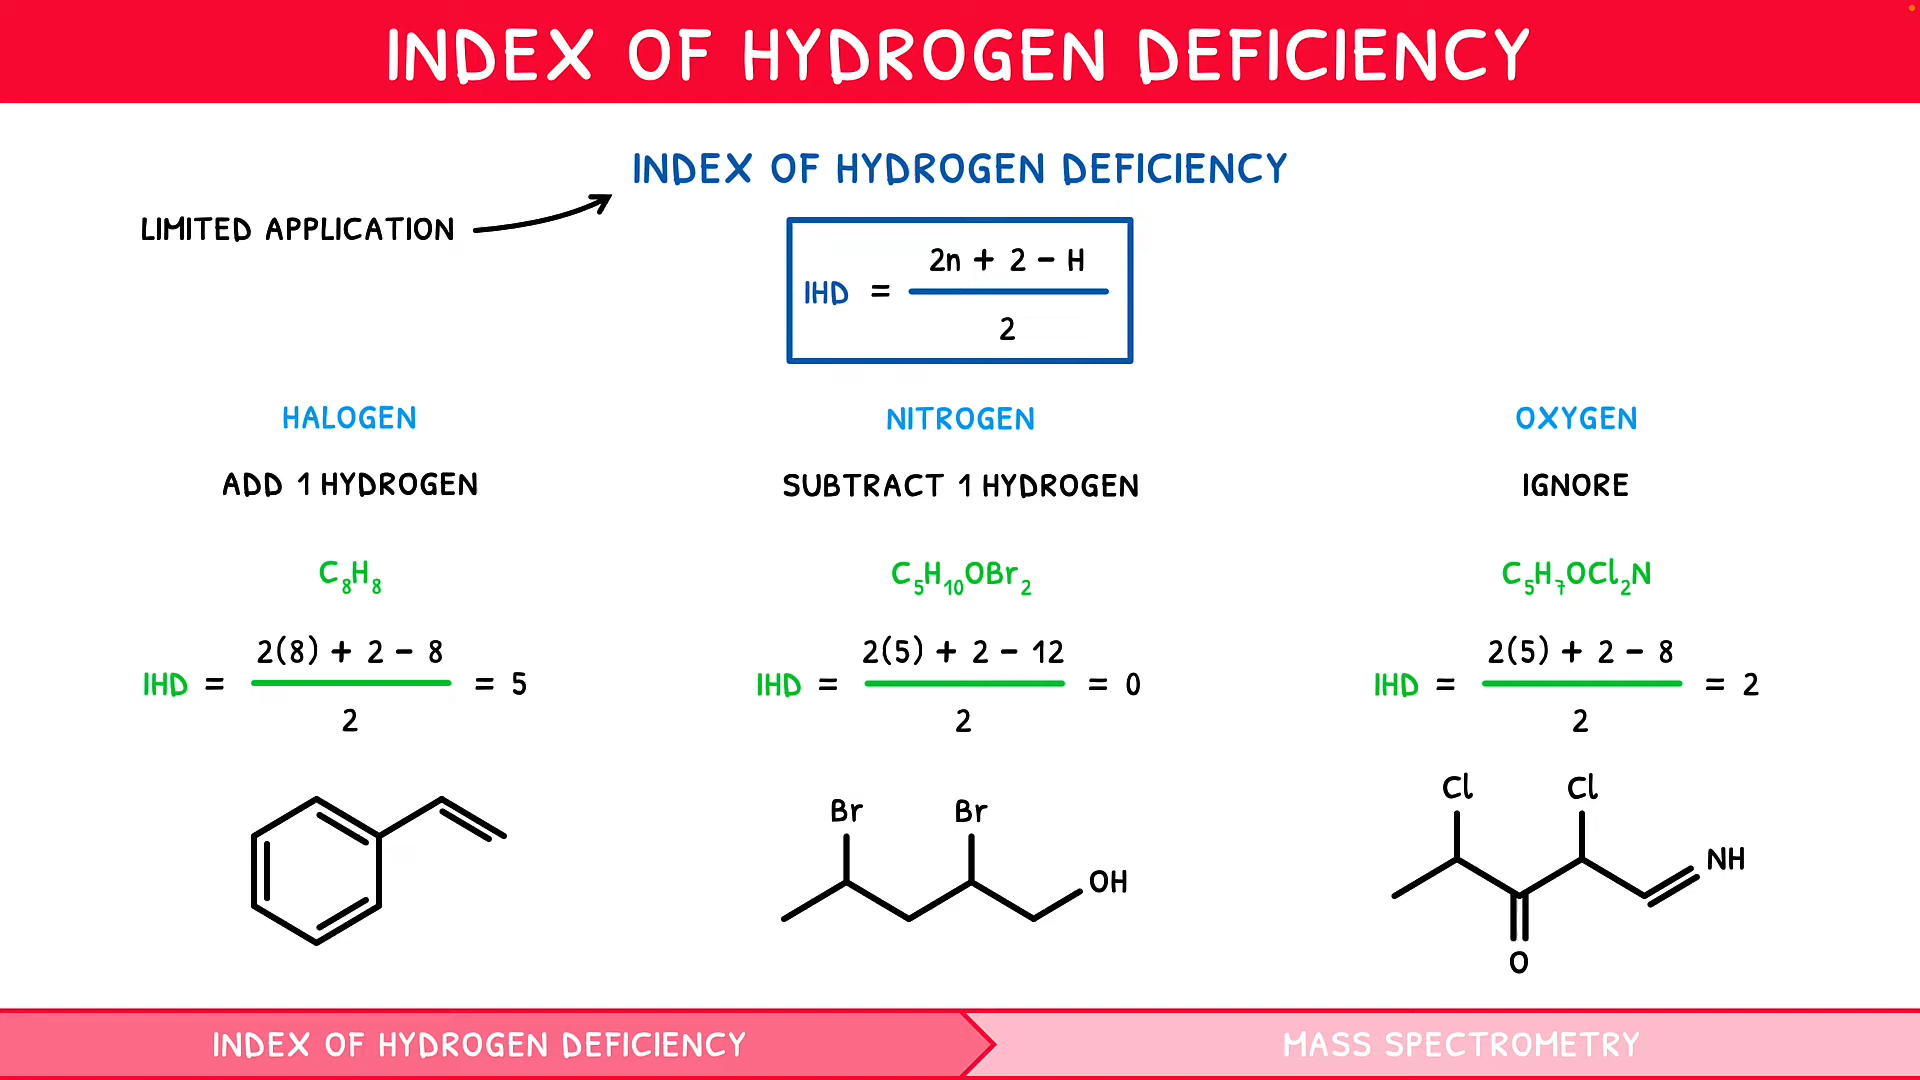 INDEX OF HYDROGEN DEFICIENCY
INDEX OF HYDROGEN DEFICIENCY
LIMITED APPLICATION
IHD = (2n + 2 - H) / 2
HALOGEN
NITROGEN
OXYGEN
ADD 1 HYDROGEN
SUBTRACT 1 HYDROGEN
IGNORE
C₈H₈
C₅H₁₀OBr₂
C₅H₇OCl₂N
IHD = (2(8) + 2 - 8) / 2 = 5
IHD = (2(5) + 2 - 12) / 2 = 0
IHD = (2(5) + 2 - 8) / 2 = 2
Br Br
OH
Cl Cl
NH
O
INDEX OF HYDROGEN DEFICIENCY
MASS SPECTROMETRY